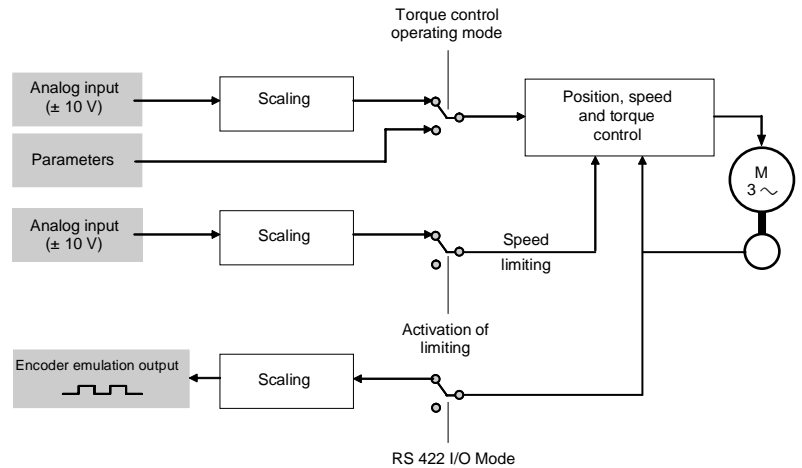 Torque control
operating mode
Analog input
(± 10 V)
Scaling
Position, speed
and torque
control
Parameters
M
3 ~
Analog input
(± 10 V)
Scaling
Speed
limiting
Activation of
limiting
Encoder emulation output
Scaling
RS 422 I/O Mode